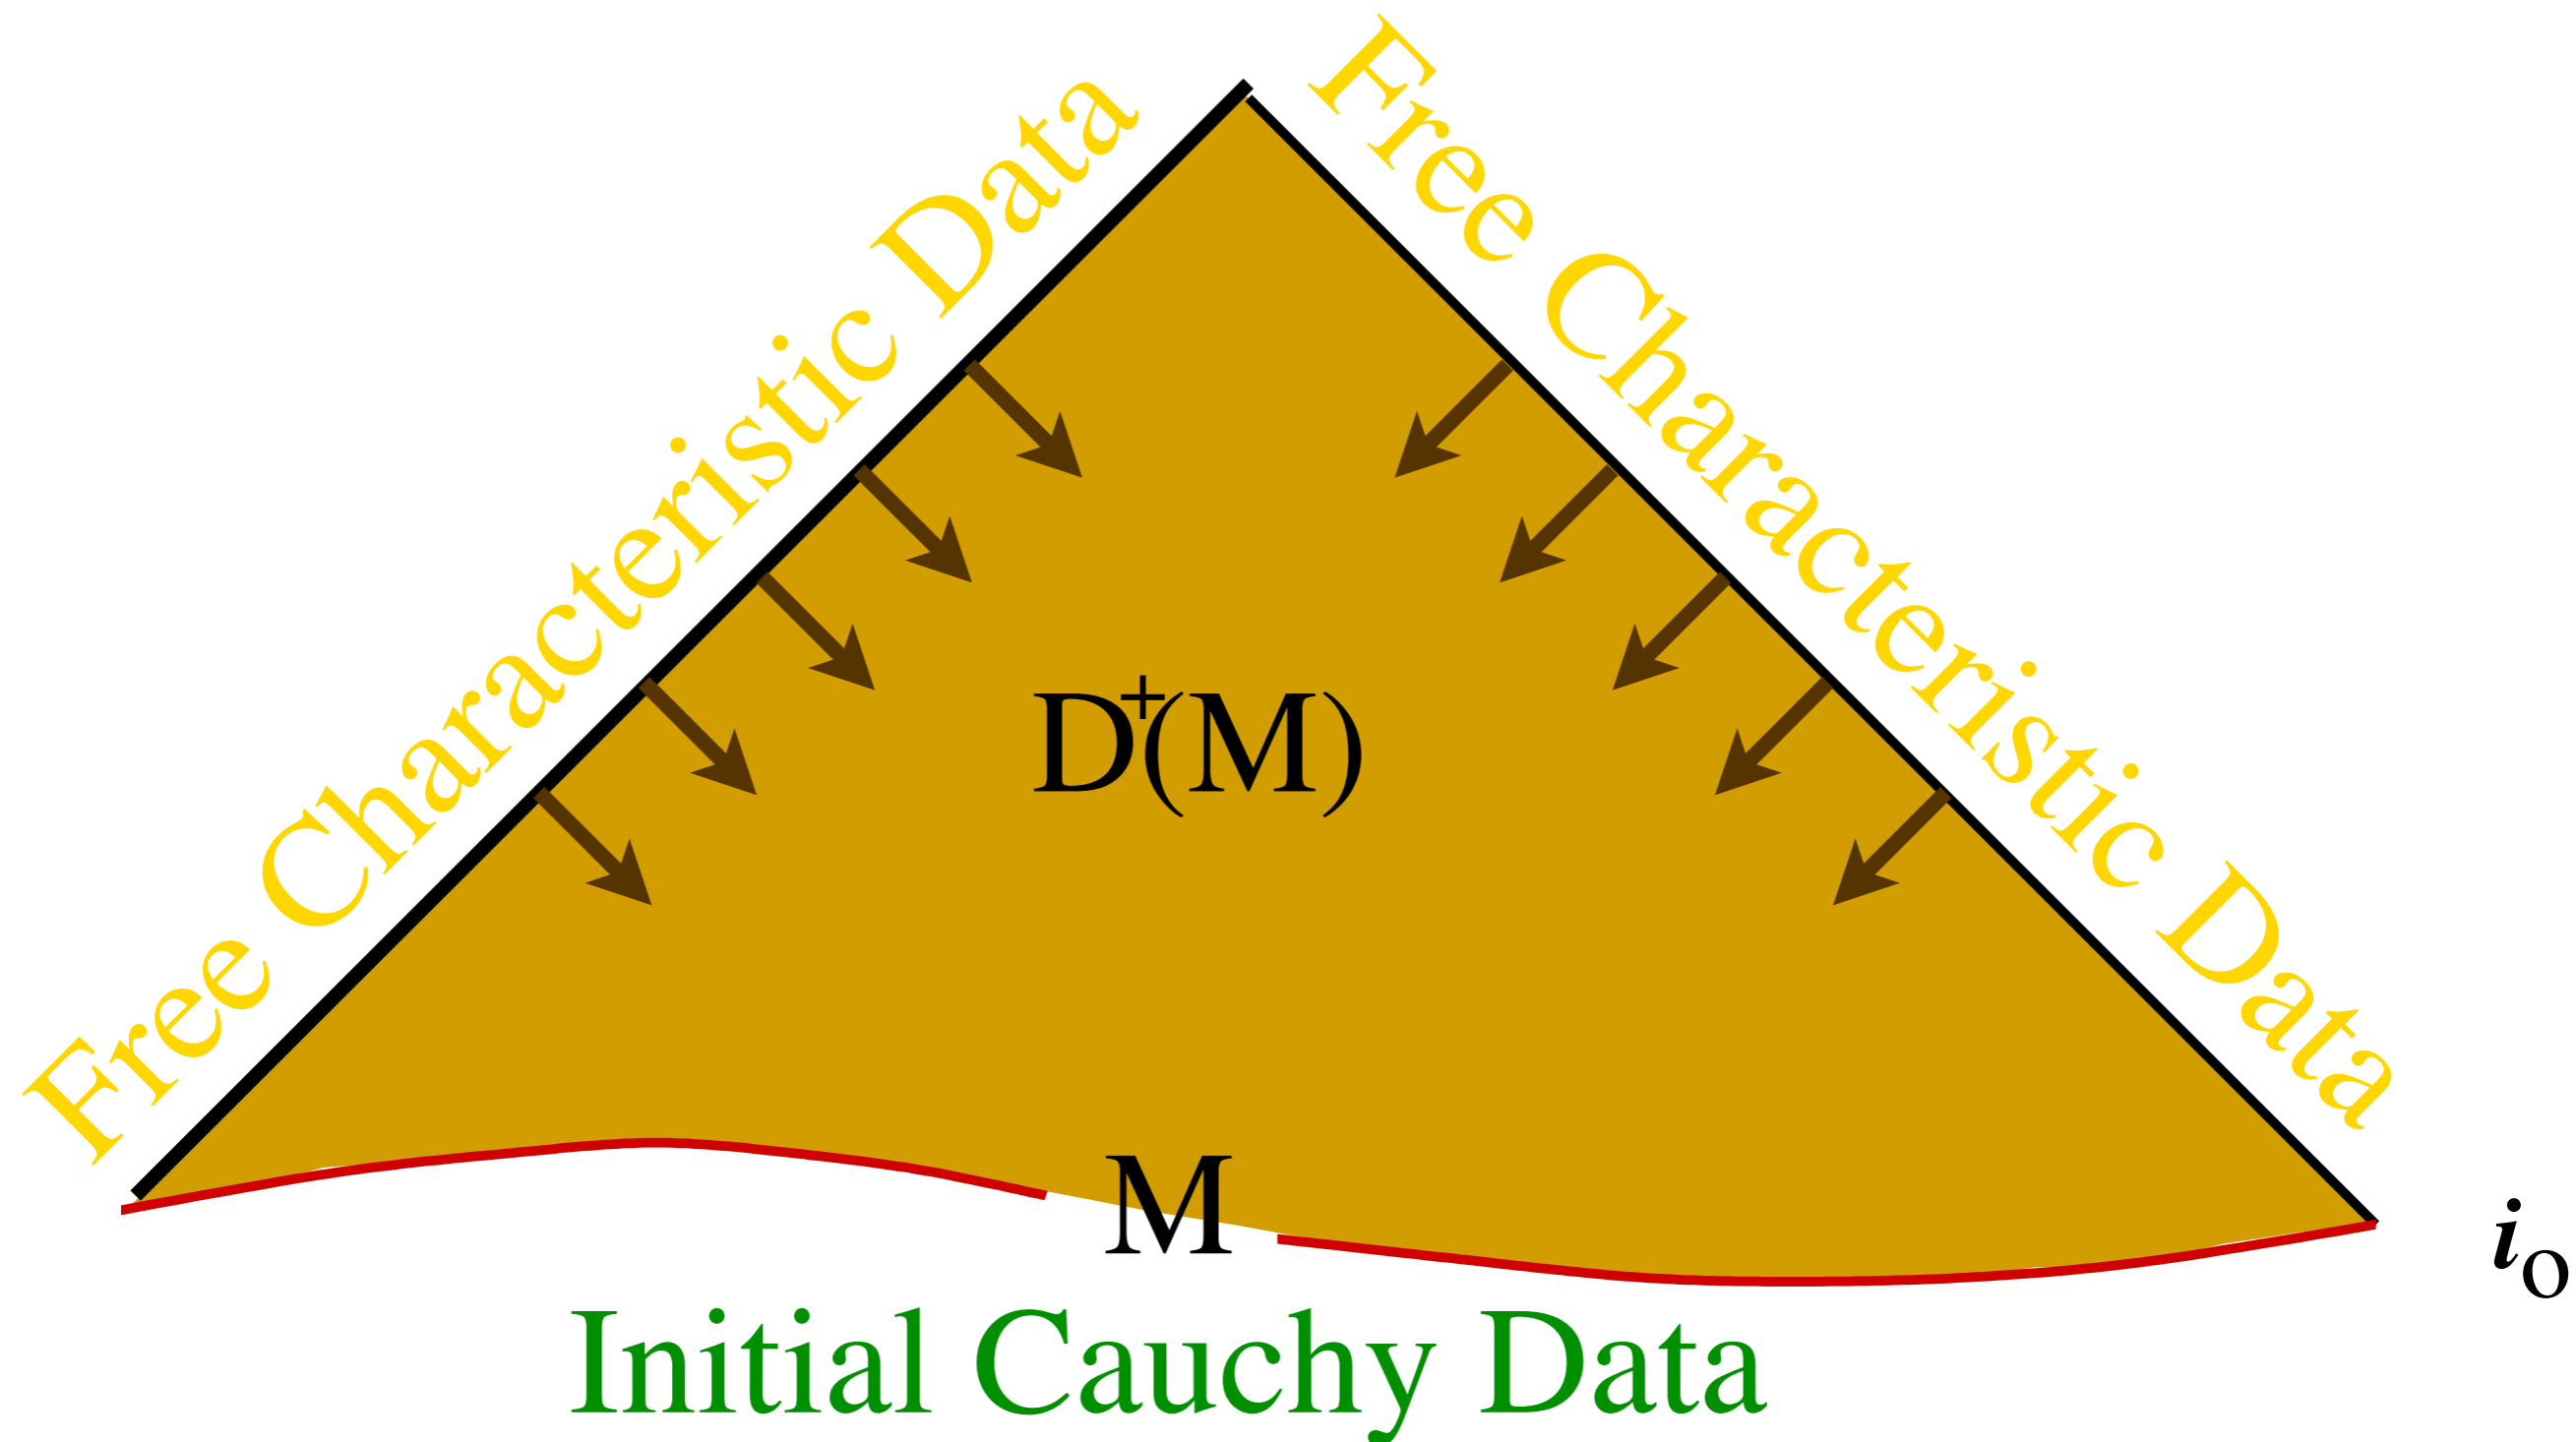 Free Characteristic Data
Free Characteristic Data
D⁺(M)
M
i₀
Initial Cauchy Data